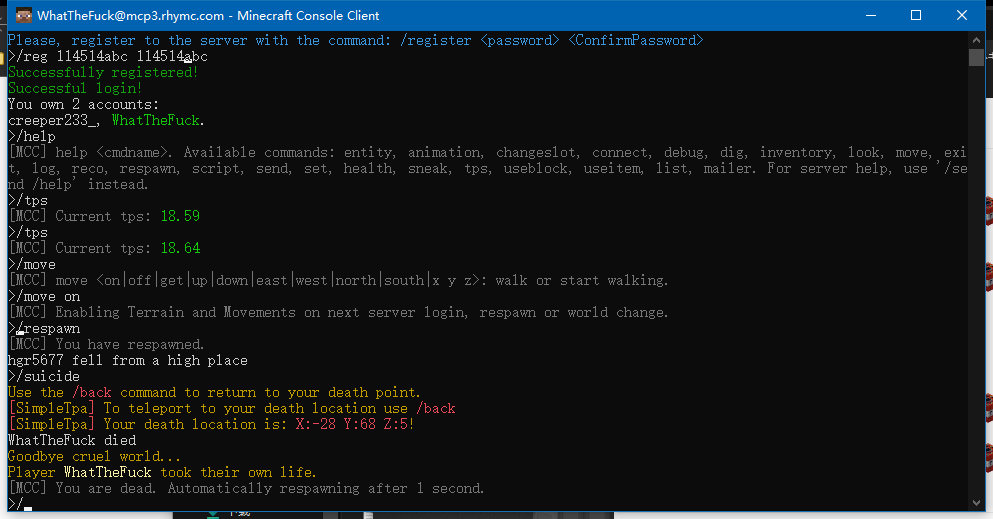 WhatTheFuck@mcp3.rhymc.com - Minecraft Console Client
Please, register to the server with the command: /register <password> <ConfirmPassword>
>/reg 114514abc 114514abc
Successfully registered!
Successful login!
You own 2 accounts:
creeper233_, WhatTheFuck.
>/help
[MCC] help <cmdname>. Available commands: entity, animation, changeslot, connect, debug, dig, inventory, look, move, exi
t, log, reco, respawn, script, send, set, health, sneak, tps, useblock, useitem, list, mailer. For server help, use '/se
nd /help' instead.
>/tps
[MCC] Current tps: 18.59
>/tps
[MCC] Current tps: 18.64
>/move
[MCC] move <on|off|get|up|down|east|west|north|south|x y z>: walk or start walking.
>/move on
[MCC] Enabling Terrain and Movements on next server login, respawn or world change.
>/respawn
[MCC] You have respawned.
hgr5677 fell from a high place
>/suicide
Use the /back command to return to your death point.
[SimpleTpa] To teleport to your death location use /back
[SimpleTpa] Your death location is: X:-28 Y:68 Z:5!
WhatTheFuck died
Goodbye cruel world...
Player WhatTheFuck took their own life.
[MCC] You are dead. Automatically respawning after 1 second.
>/